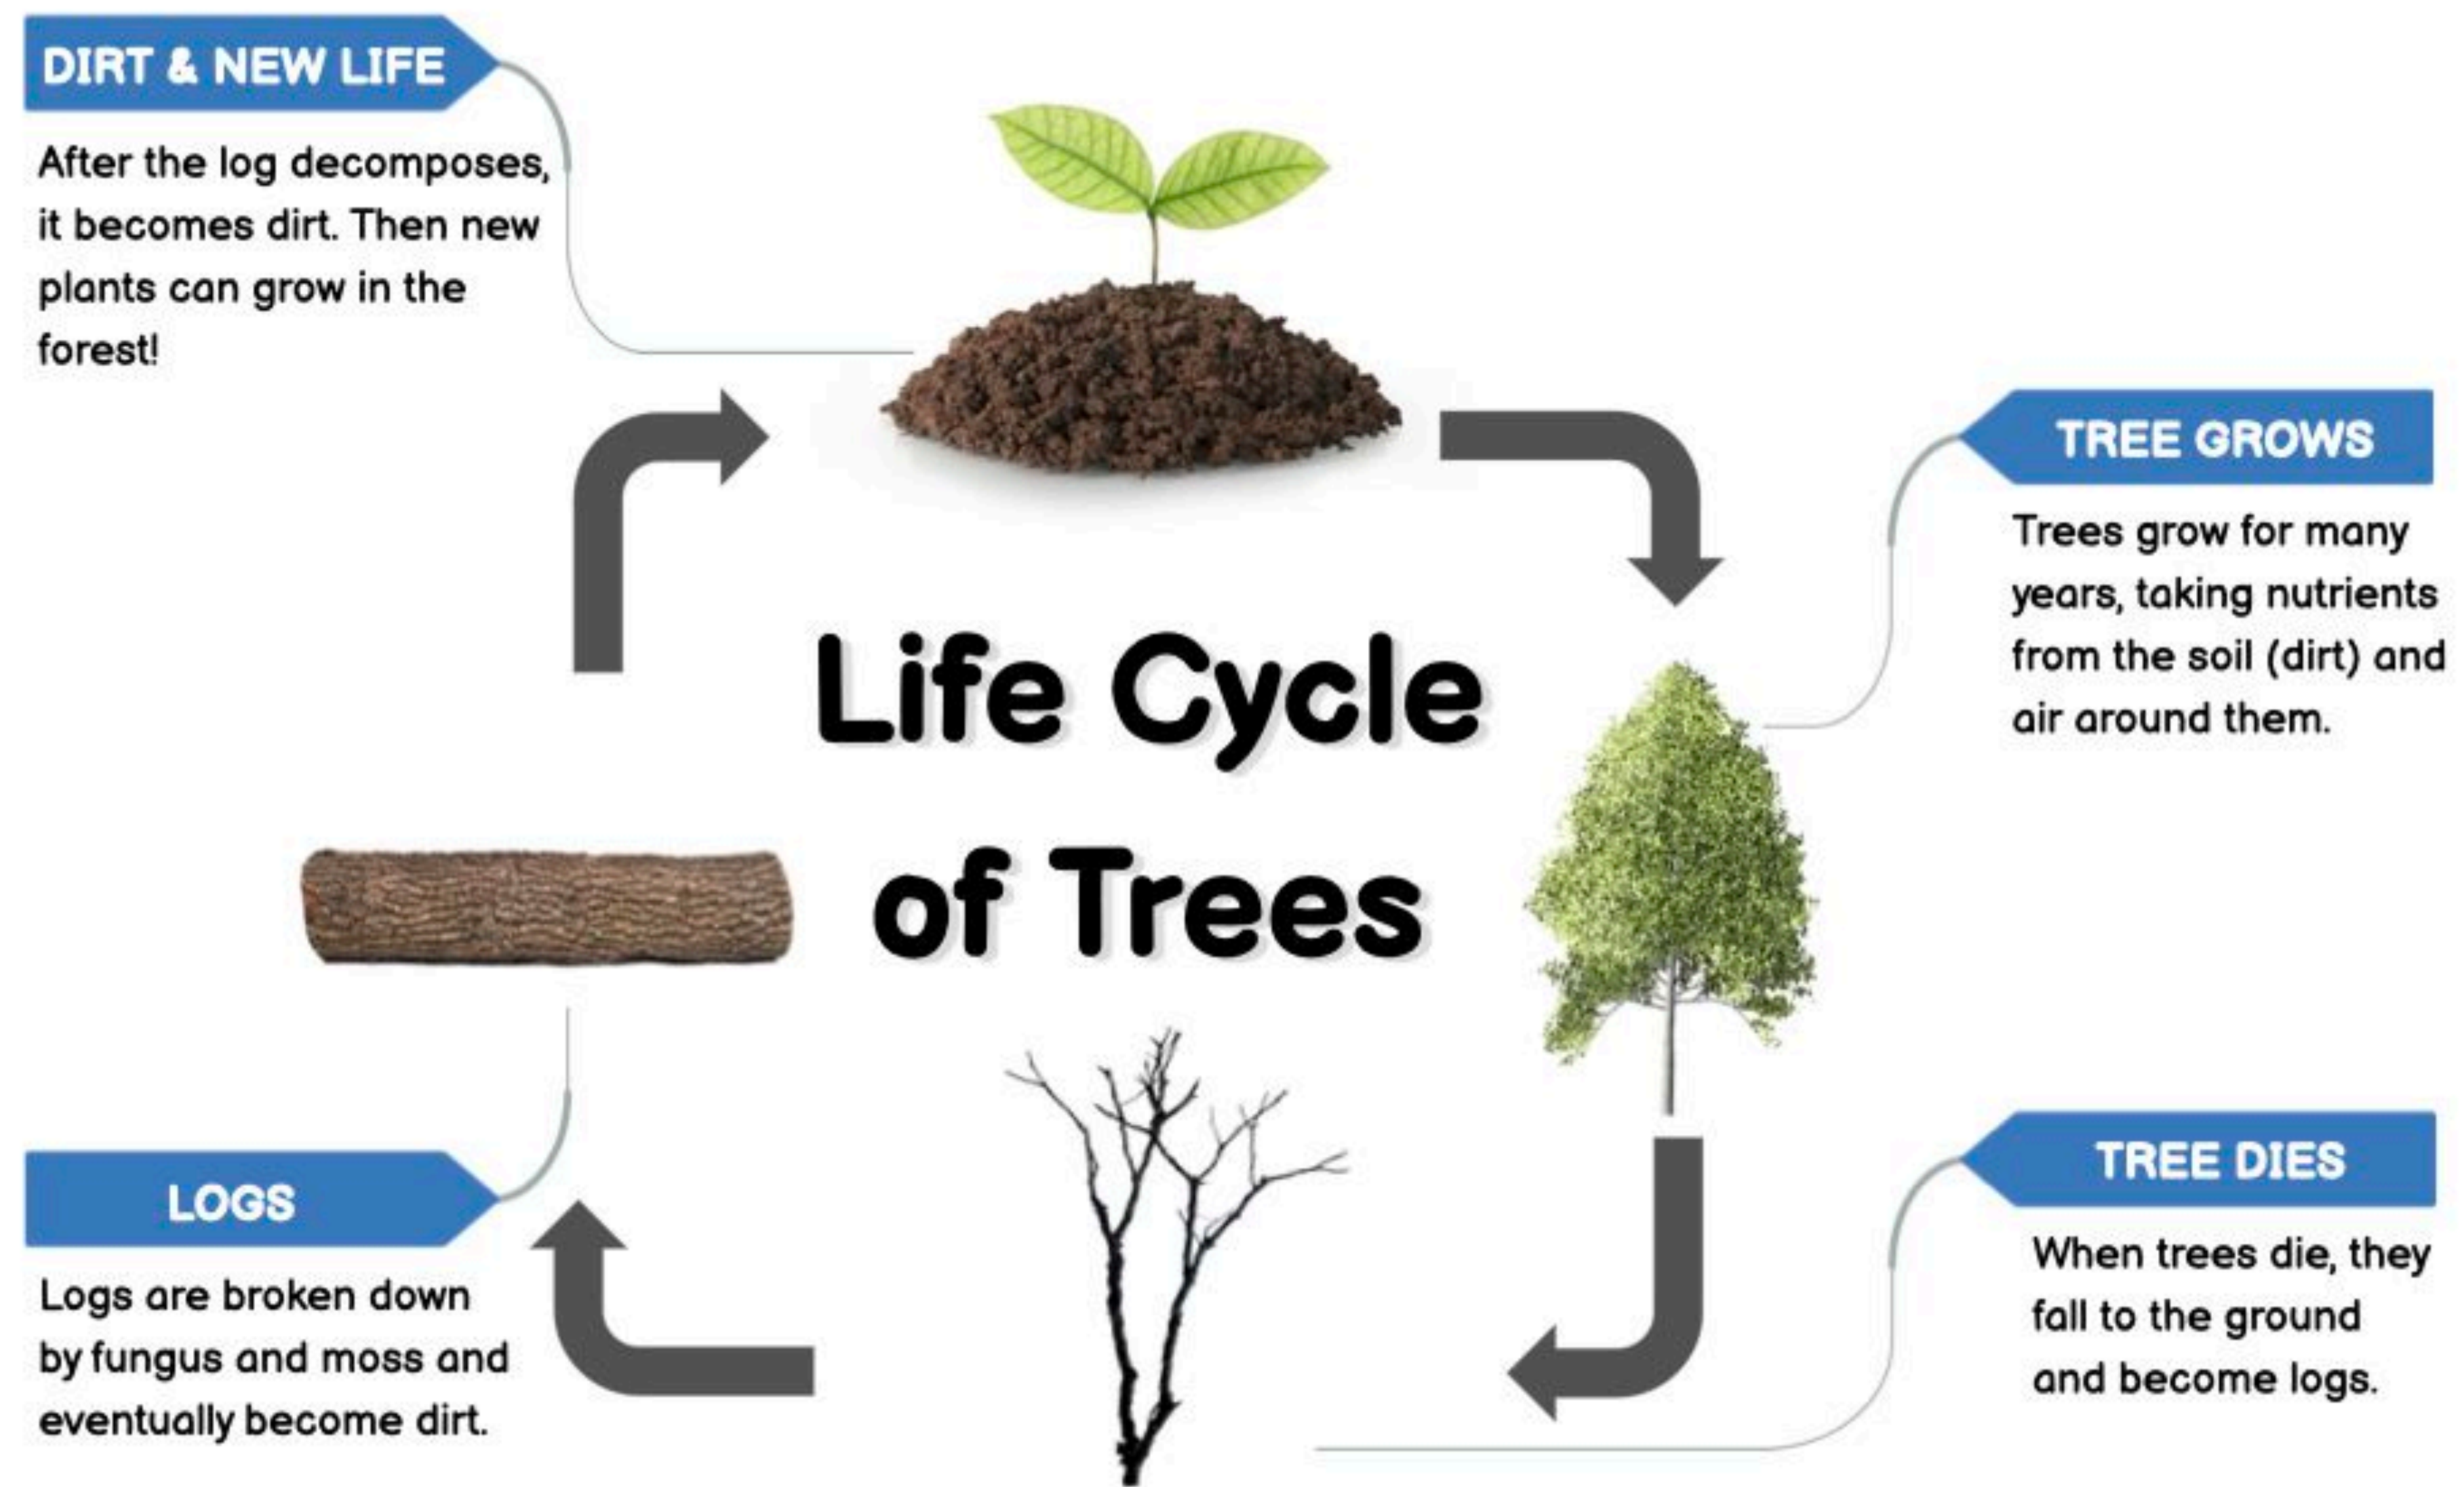 DIRT & NEW LIFE
After the log decomposes,
it becomes dirt. Then new
plants can grow in the
forest!
TREE GROWS
Trees grow for many
years, taking nutrients
from the soil (dirt) and
air around them.
Life Cycle
of Trees
LOGS
Logs are broken down
by fungus and moss and
eventually become dirt.
TREE DIES
When trees die, they
fall to the ground
and become logs.